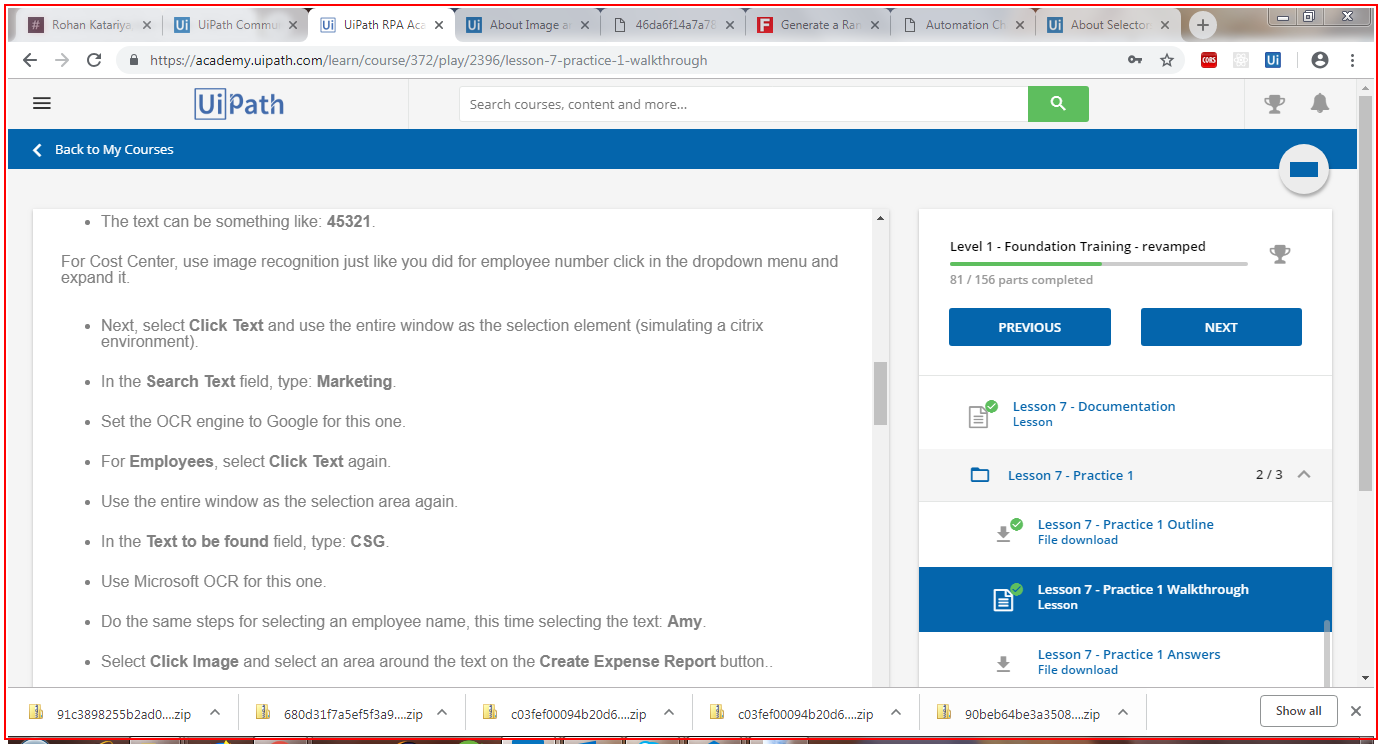 Rohan Katariya
UiPath Commu
UiPath RPA Aca
About Image a
46da6f14a7a78
Generate a Ran
Automation Ch
About Selector
https://academy.uipath.com/learn/course/372/play/2396/lesson-7-practice-1-walkthrough
CORS
Ui
UiPath
Search courses, content and more...
Back to My Courses
The text can be something like: 45321.
For Cost Center, use image recognition just like you did for employee number click in the dropdown menu and
expand it.
Next, select Click Text and use the entire window as the selection element (simulating a citrix
environment).
In the Search Text field, type: Marketing.
Set the OCR engine to Google for this one.
For Employees, select Click Text again.
Use the entire window as the selection area again.
In the Text to be found field, type: CSG.
Use Microsoft OCR for this one.
Do the same steps for selecting an employee name, this time selecting the text: Amy.
Select Click Image and select an area around the text on the Create Expense Report button..
Level 1 - Foundation Training - revamped
81 / 156 parts completed
PREVIOUS
NEXT
Lesson 7 - Documentation
Lesson
Lesson 7 - Practice 1
2 / 3
Lesson 7 - Practice 1 Outline
File download
Lesson 7 - Practice 1 Walkthrough
Lesson
Lesson 7 - Practice 1 Answers
File download
91c3898255b2ad0....zip
680d31f7a5ef5f3a9....zip
c03fef00094b20d6....zip
c03fef00094b20d6....zip
90beb64be3a3508....zip
Show all